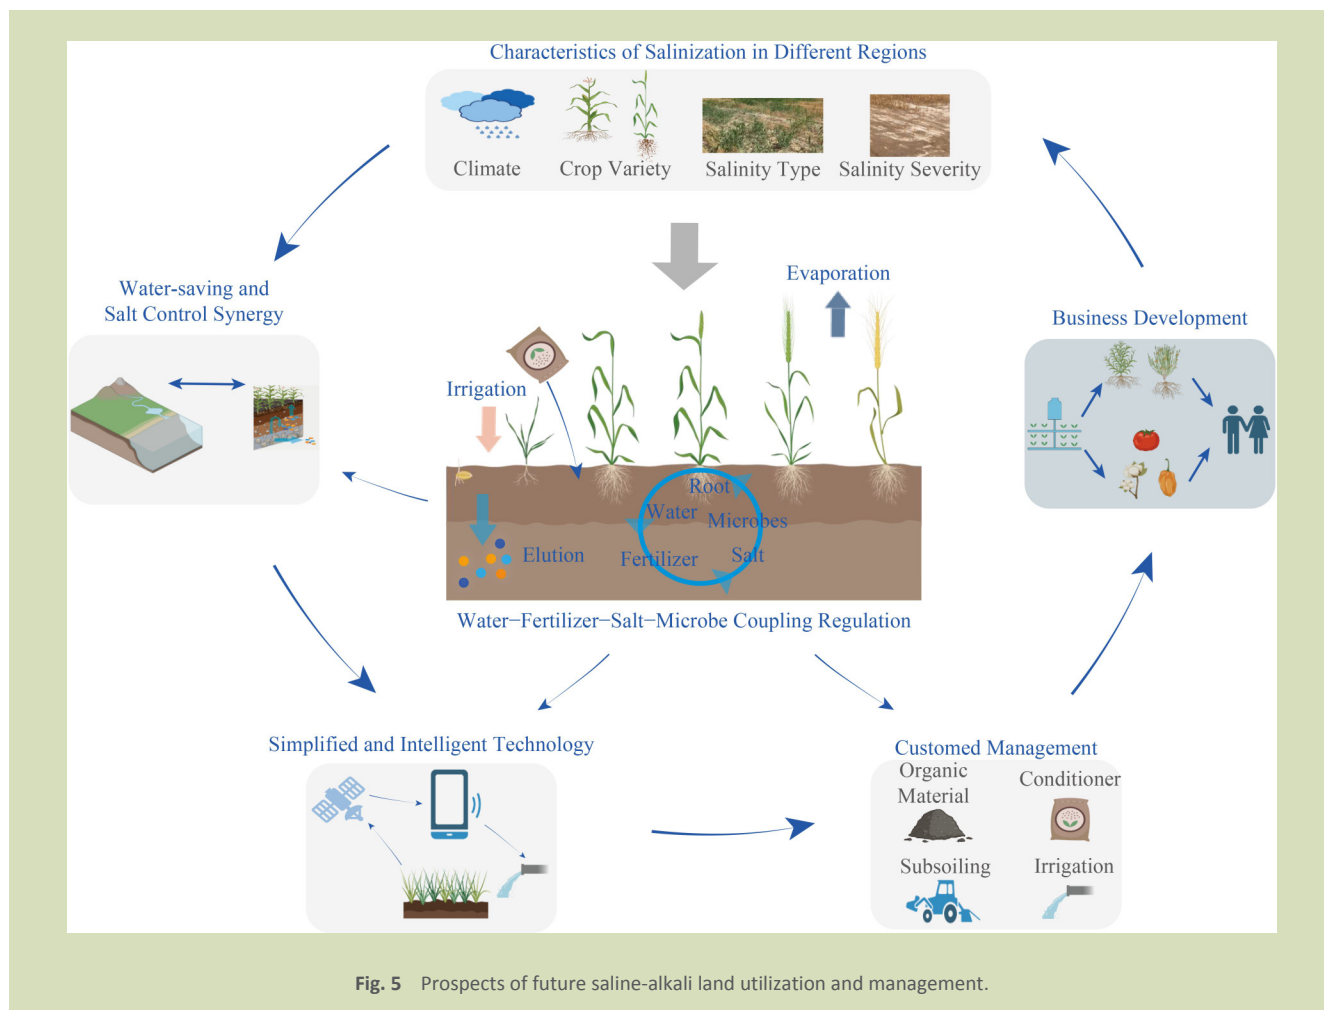 Characteristics of Salinization in Different Regions
Climate
Crop Variety
Salinity Type
Salinity Severity
Water-saving and
Salt Control Synergy
Evaporation
Irrigation
Root
Water
Microbes
Fertilizer
Salt
Elution
Water−Fertilizer−Salt−Microbe Coupling Regulation
Business Development
Simplified and Intelligent Technology
Customed Management
Organic
Material
Conditioner
Subsoiling
Irrigation
Fig. 5 Prospects of future saline-alkali land utilization and management.